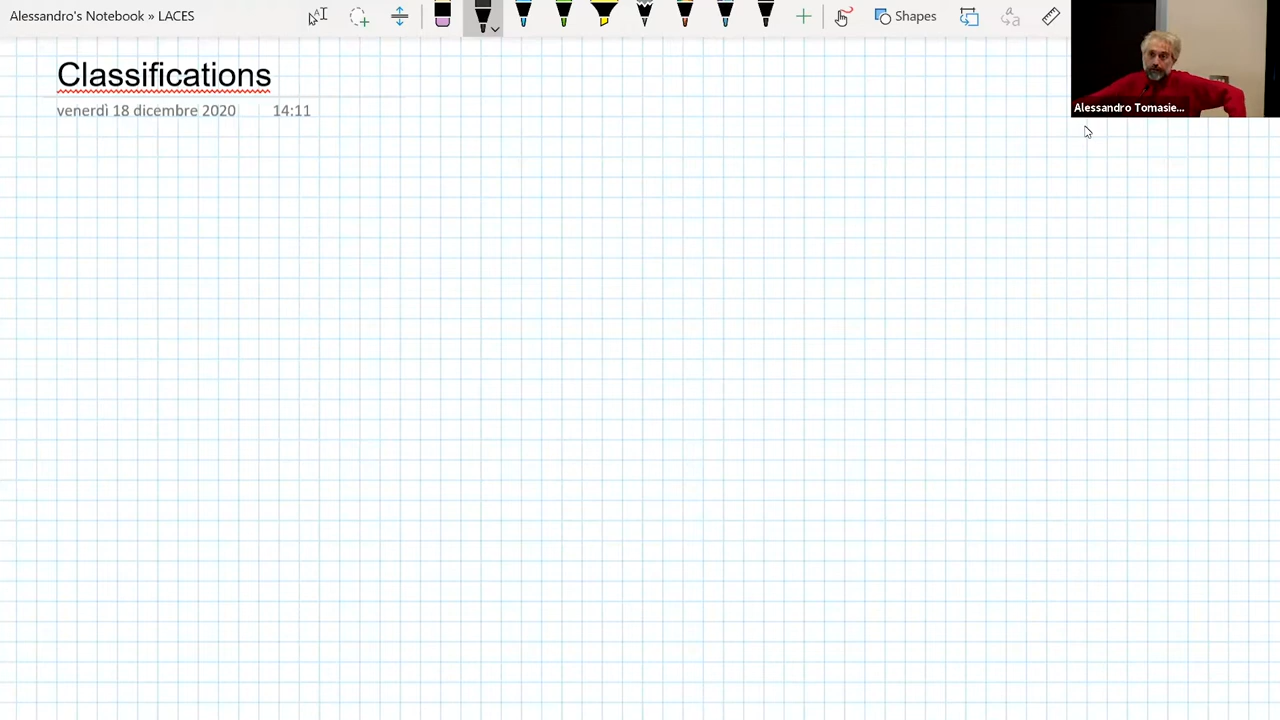 Alessandro's Notebook » LACES
Shapes
Classifications
venerdì 18 dicembre 2020 14:11
Alessandro Tomasie...